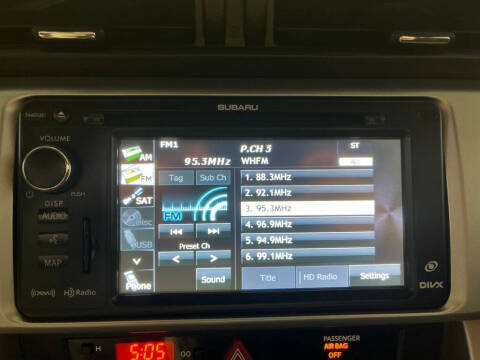 SUBARU
VOLUME
PUSH
DISP
AUDIO
MAP
HD Radio
AM
FM
SAT
Disc
USB
Phone
FM1
95.3MHz
Tag
Sub Ch
FM
Preset Ch
Sound
P.CH 3
ST
WHFM
1. 88.3MHz
2. 92.1MHz
3. 95.3MHz
4. 96.9MHz
5. 94.9MHz
6. 99.1MHz
Title
HD Radio
Settings
DIVX
H
5:05
00
PASSENGER
AIR BAG
OFF